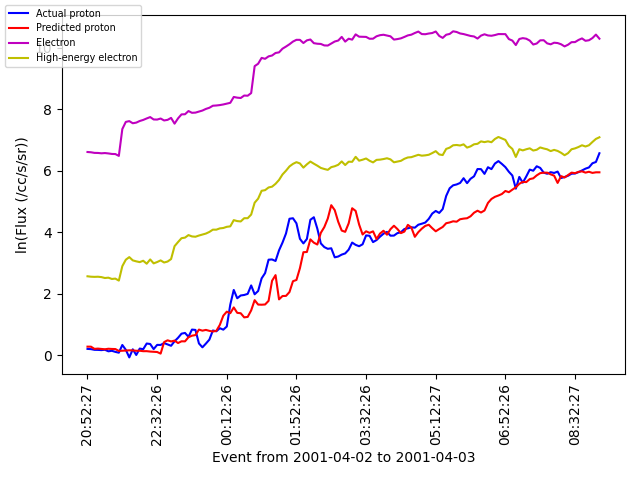 Actual proton
Predicted proton
Electron
High-energy electron
10
8
6
4
2
0
ln(Flux (/cc/s/sr))
20:52:27
22:32:26
00:12:26
01:52:26
03:32:26
05:12:27
06:52:26
08:32:27
Event from 2001-04-02 to 2001-04-03